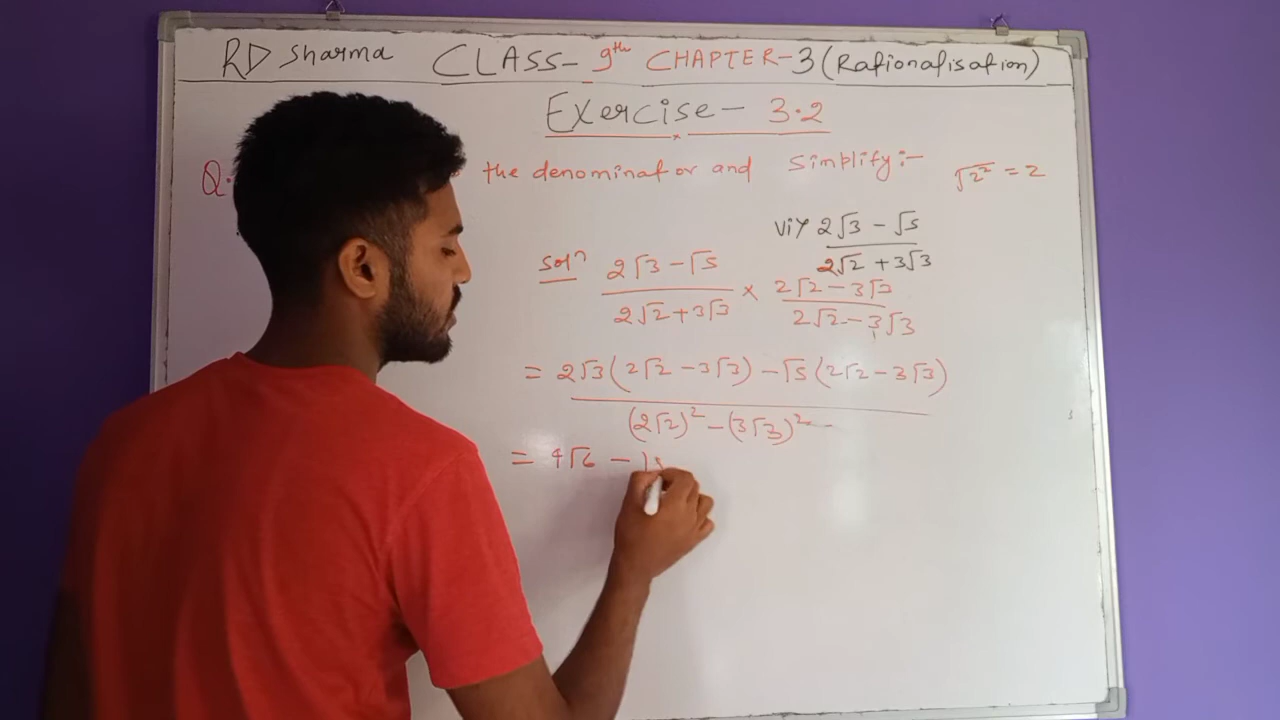 RD Sharma CLASS- 9th CHAPTER-3 (Rationalisation)
Exercise - 3.2
Q. the denominator and simplify :- √2² = 2
vi) (2√3 - √5) / (2√2 + 3√3)
Solⁿ (2√3 - √5) / (2√2 + 3√3) × (2√2 - 3√3) / (2√2 - 3√3)
= (2√3(2√2 - 3√3) - √5(2√2 - 3√3)) / ((2√2)² - (3√3)²)
= 4√6 -